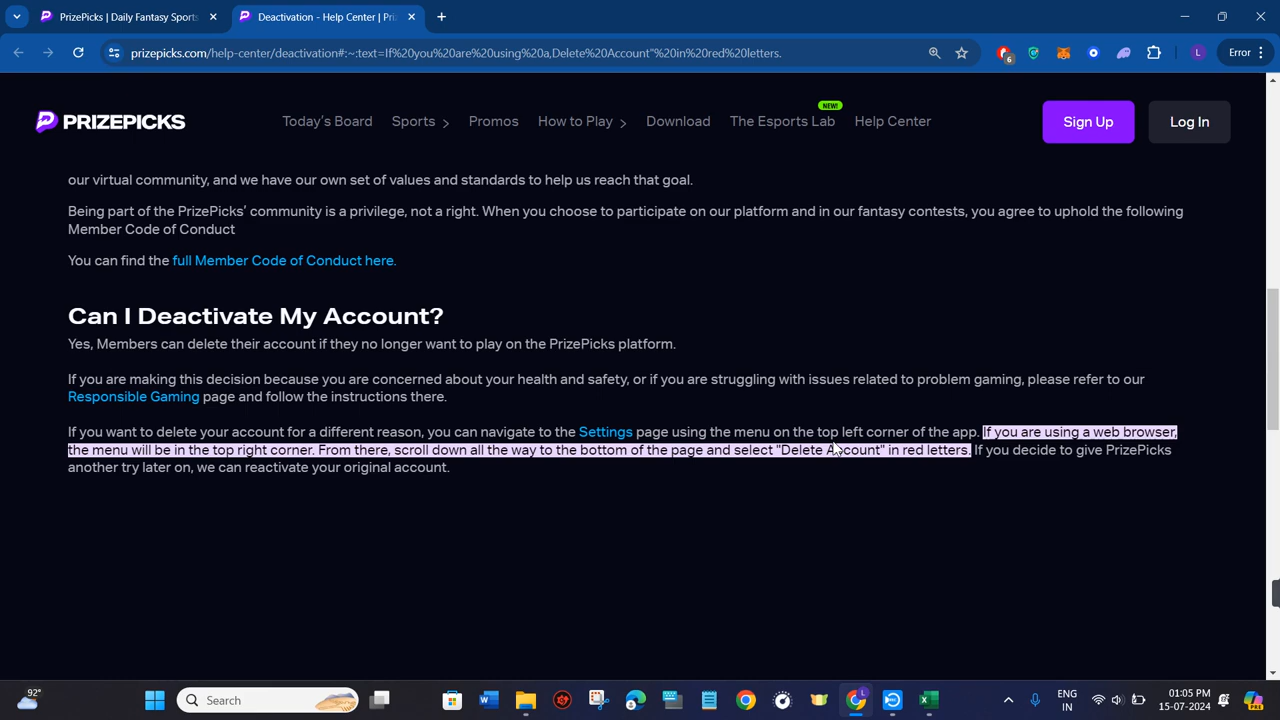 PrizePicks | Daily Fantasy Sports
Deactivation - Help Center | Priz
prizepicks.com/help-center/deactivation#:~:text=If%20you%20are%20using%20a,Delete%20Account"%20in%20red%20letters.
6
L
Error
PRIZEPICKS
Today's Board
Sports
Promos
How to Play
Download
NEW!
The Esports Lab
Help Center
Sign Up
Log In
our virtual community, and we have our own set of values and standards to help us reach that goal.
Being part of the PrizePicks' community is a privilege, not a right. When you choose to participate on our platform and in our fantasy contests, you agree to uphold the following
Member Code of Conduct
You can find the full Member Code of Conduct here.
Can I Deactivate My Account?
Yes, Members can delete their account if they no longer want to play on the PrizePicks platform.
If you are making this decision because you are concerned about your health and safety, or if you are struggling with issues related to problem gaming, please refer to our
Responsible Gaming page and follow the instructions there.
If you want to delete your account for a different reason, you can navigate to the Settings page using the menu on the top left corner of the app. If you are using a web browser,
the menu will be in the top right corner. From there, scroll down all the way to the bottom of the page and select "Delete Account" in red letters. If you decide to give PrizePicks
another try later on, we can reactivate your original account.
92°
Search
ENG
IN
01:05 PM
15-07-2024